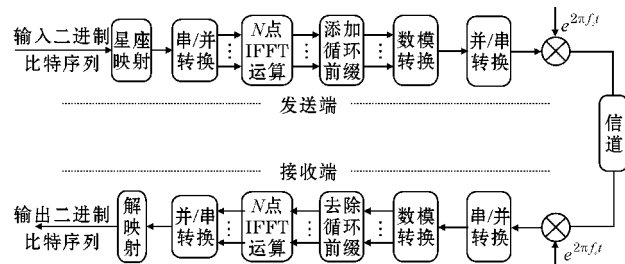 输入二进制
比特序列
星座
映射
串/并
转换
N点
IFFT
运算
添加
循环
前缀
数模
转换
并/串
转换
e^{2πf_c t}
发送端
信道
接收端
输出二进制
比特序列
解映射
并/串
转换
N点
IFFT
运算
去除
循环
前缀
数模
转换
串/并
转换
e^{2πf_c t}